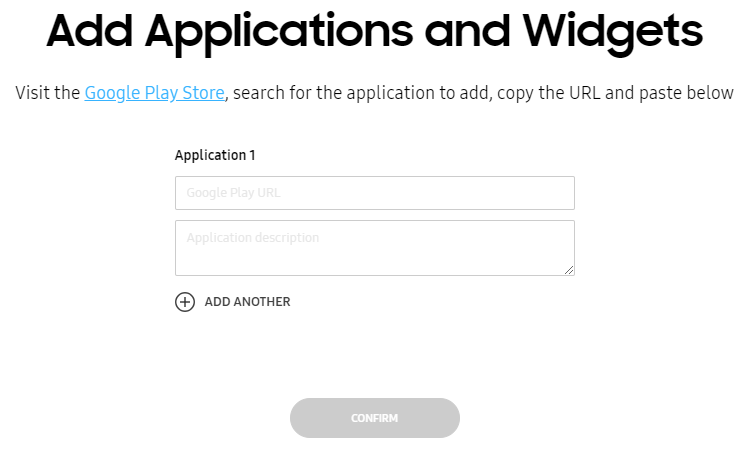 Add Applications and Widgets
Visit the Google Play Store, search for the application to add, copy the URL and paste below
Application 1
Google Play URL
Application description
ADD ANOTHER
CONFIRM